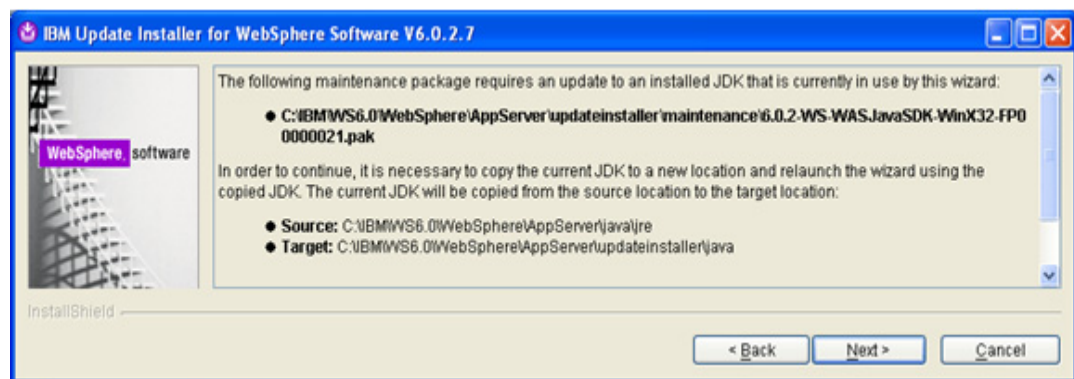 IBM Update Installer for WebSphere Software V6.0.2.7
The following maintenance package requires an update to an installed JDK that is currently in use by this wizard:
● C:\IBM\WS6.0\WebSphere\AppServer\updateinstaller\maintenance\6.0.2-WS-WASJavaSDK-WinX32-FP0
0000021.pak
WebSphere. software
In order to continue, it is necessary to copy the current JDK to a new location and relaunch the wizard using the
copied JDK. The current JDK will be copied from the source location to the target location:
● Source: C:\IBM\WS6.0\WebSphere\AppServer\java\jre
● Target: C:\IBM\WS6.0\WebSphere\AppServer\updateinstaller\java
InstallShield
< Back Next > Cancel